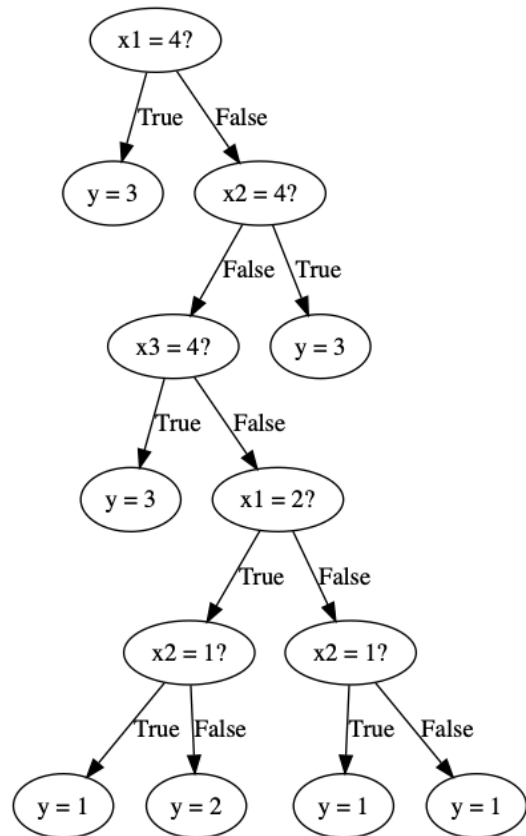 x1 = 4?
True
False
y = 3
x2 = 4?
False
True
x3 = 4?
y = 3
True
False
y = 3
x1 = 2?
True
False
x2 = 1?
x2 = 1?
True
False
True
False
y = 1
y = 2
y = 1
y = 1